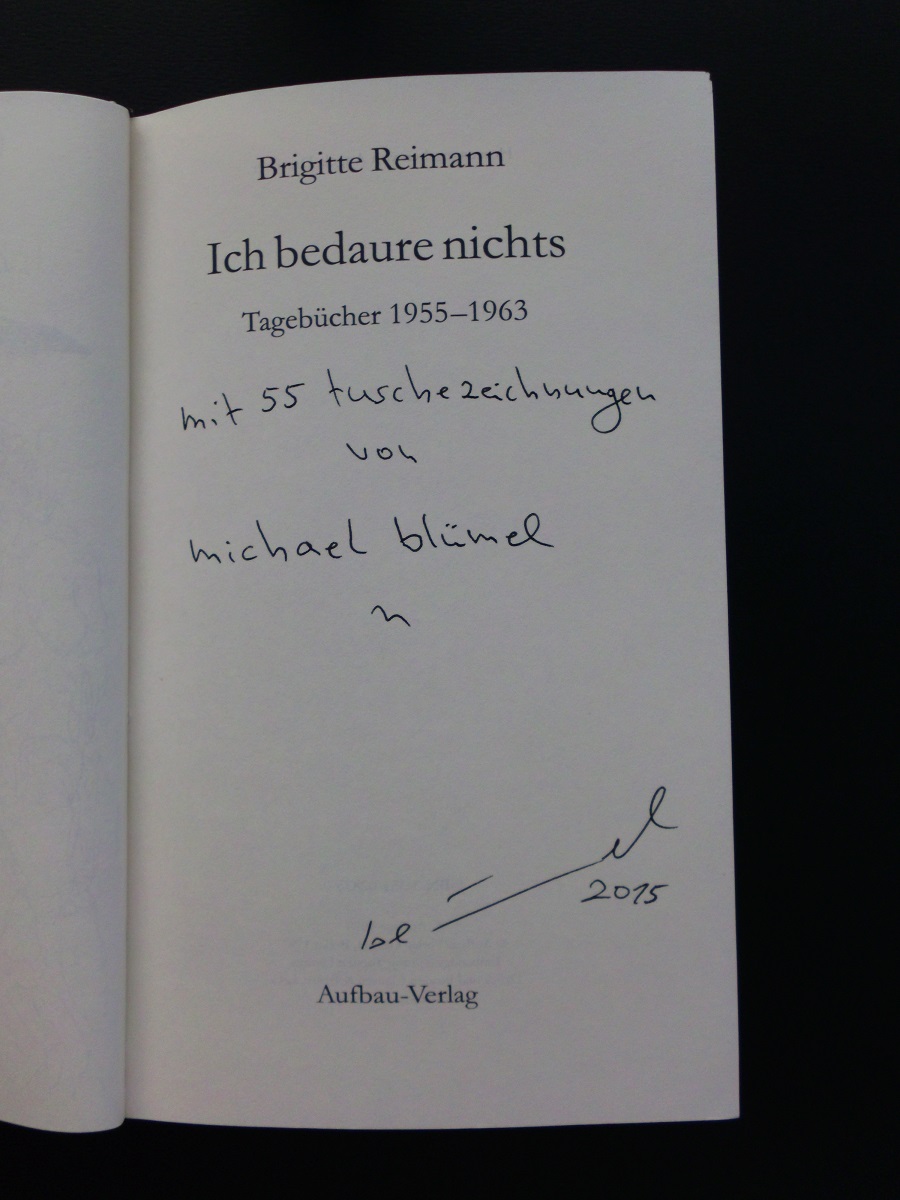 Brigitte Reimann
Ich bedaure nichts
Tagebücher 1955–1963
mit 55 tuschezeichnungen
von
michael blümel
2015
Aufbau-Verlag